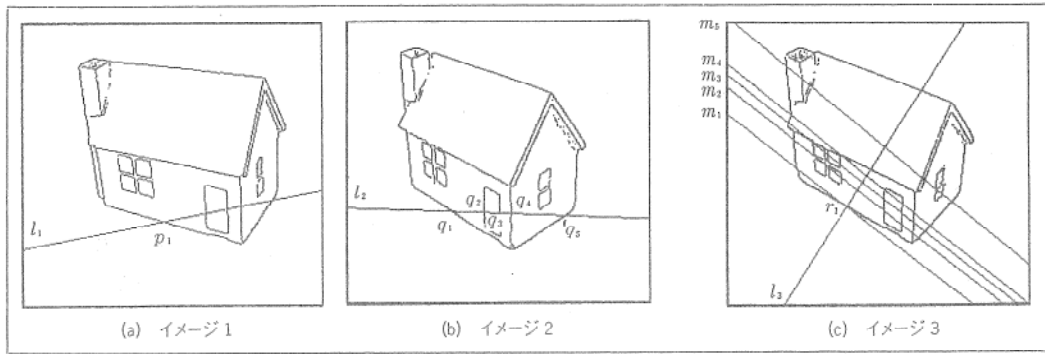 l₁
p₁
(a) イメージ1
l₂
q₁
q₂
q₃
q₄
q₅
(b) イメージ2
m₅
m₄
m₃
m₂
m₁
r₁
l₃
(c) イメージ3